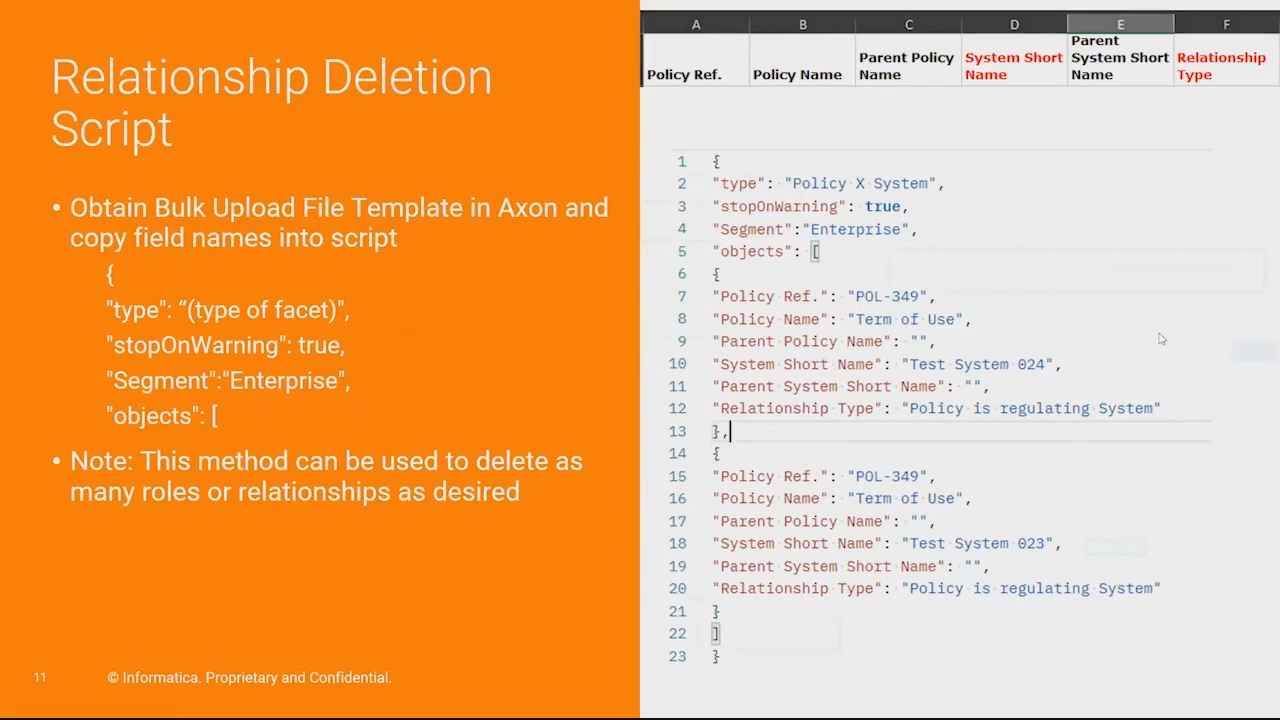 Relationship Deletion
Script
• Obtain Bulk Upload File Template in Axon and
copy field names into script
{
"type": “(type of facet)",
"stopOnWarning": true,
"Segment":"Enterprise",
"objects": [
• Note: This method can be used to delete as
many roles or relationships as desired
11
© Informatica. Proprietary and Confidential.
A B C D E F
Policy Ref.
Policy Name
Parent Policy
Name
System Short
Name
Parent
System Short
Name
Relationship
Type
1 {
2 "type": "Policy X System",
3 "stopOnWarning": true,
4 "Segment":"Enterprise",
5 "objects": [
6 {
7 "Policy Ref.": "POL-349",
8 "Policy Name": "Term of Use",
9 "Parent Policy Name": "",
10 "System Short Name": "Test System 024",
11 "Parent System Short Name": "",
12 "Relationship Type": "Policy is regulating System"
13 },
14 {
15 "Policy Ref.": "POL-349",
16 "Policy Name": "Term of Use",
17 "Parent Policy Name": "",
18 "System Short Name": "Test System 023",
19 "Parent System Short Name": "",
20 "Relationship Type": "Policy is regulating System"
21 }
22 ]
23 }